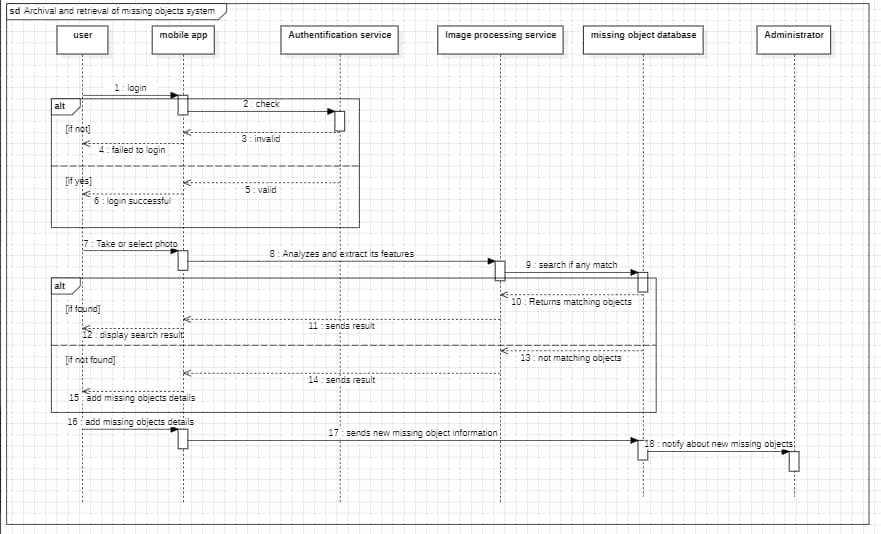 sd Archival and retrieval of missing objects system
user
mobile app
Authentification service
Image processing service
missing object database
Administrator
1 : login
alt
2 : check
[if not]
3 : invalid
4 : failed to login
[if yes]
5 : valid
6 : login successful
7 : Take or select photo
8 : Analyzes and extract its features
9 : search if any match
alt
10 : Returns matching objects
[if found]
11 : sends result
12 : display search result
[if not found]
13 : not matching objects
14 : sends result
15 : add missing objects details
16 : add missing objects details
17 : sends new missing object information
18 : notify about new missing objects